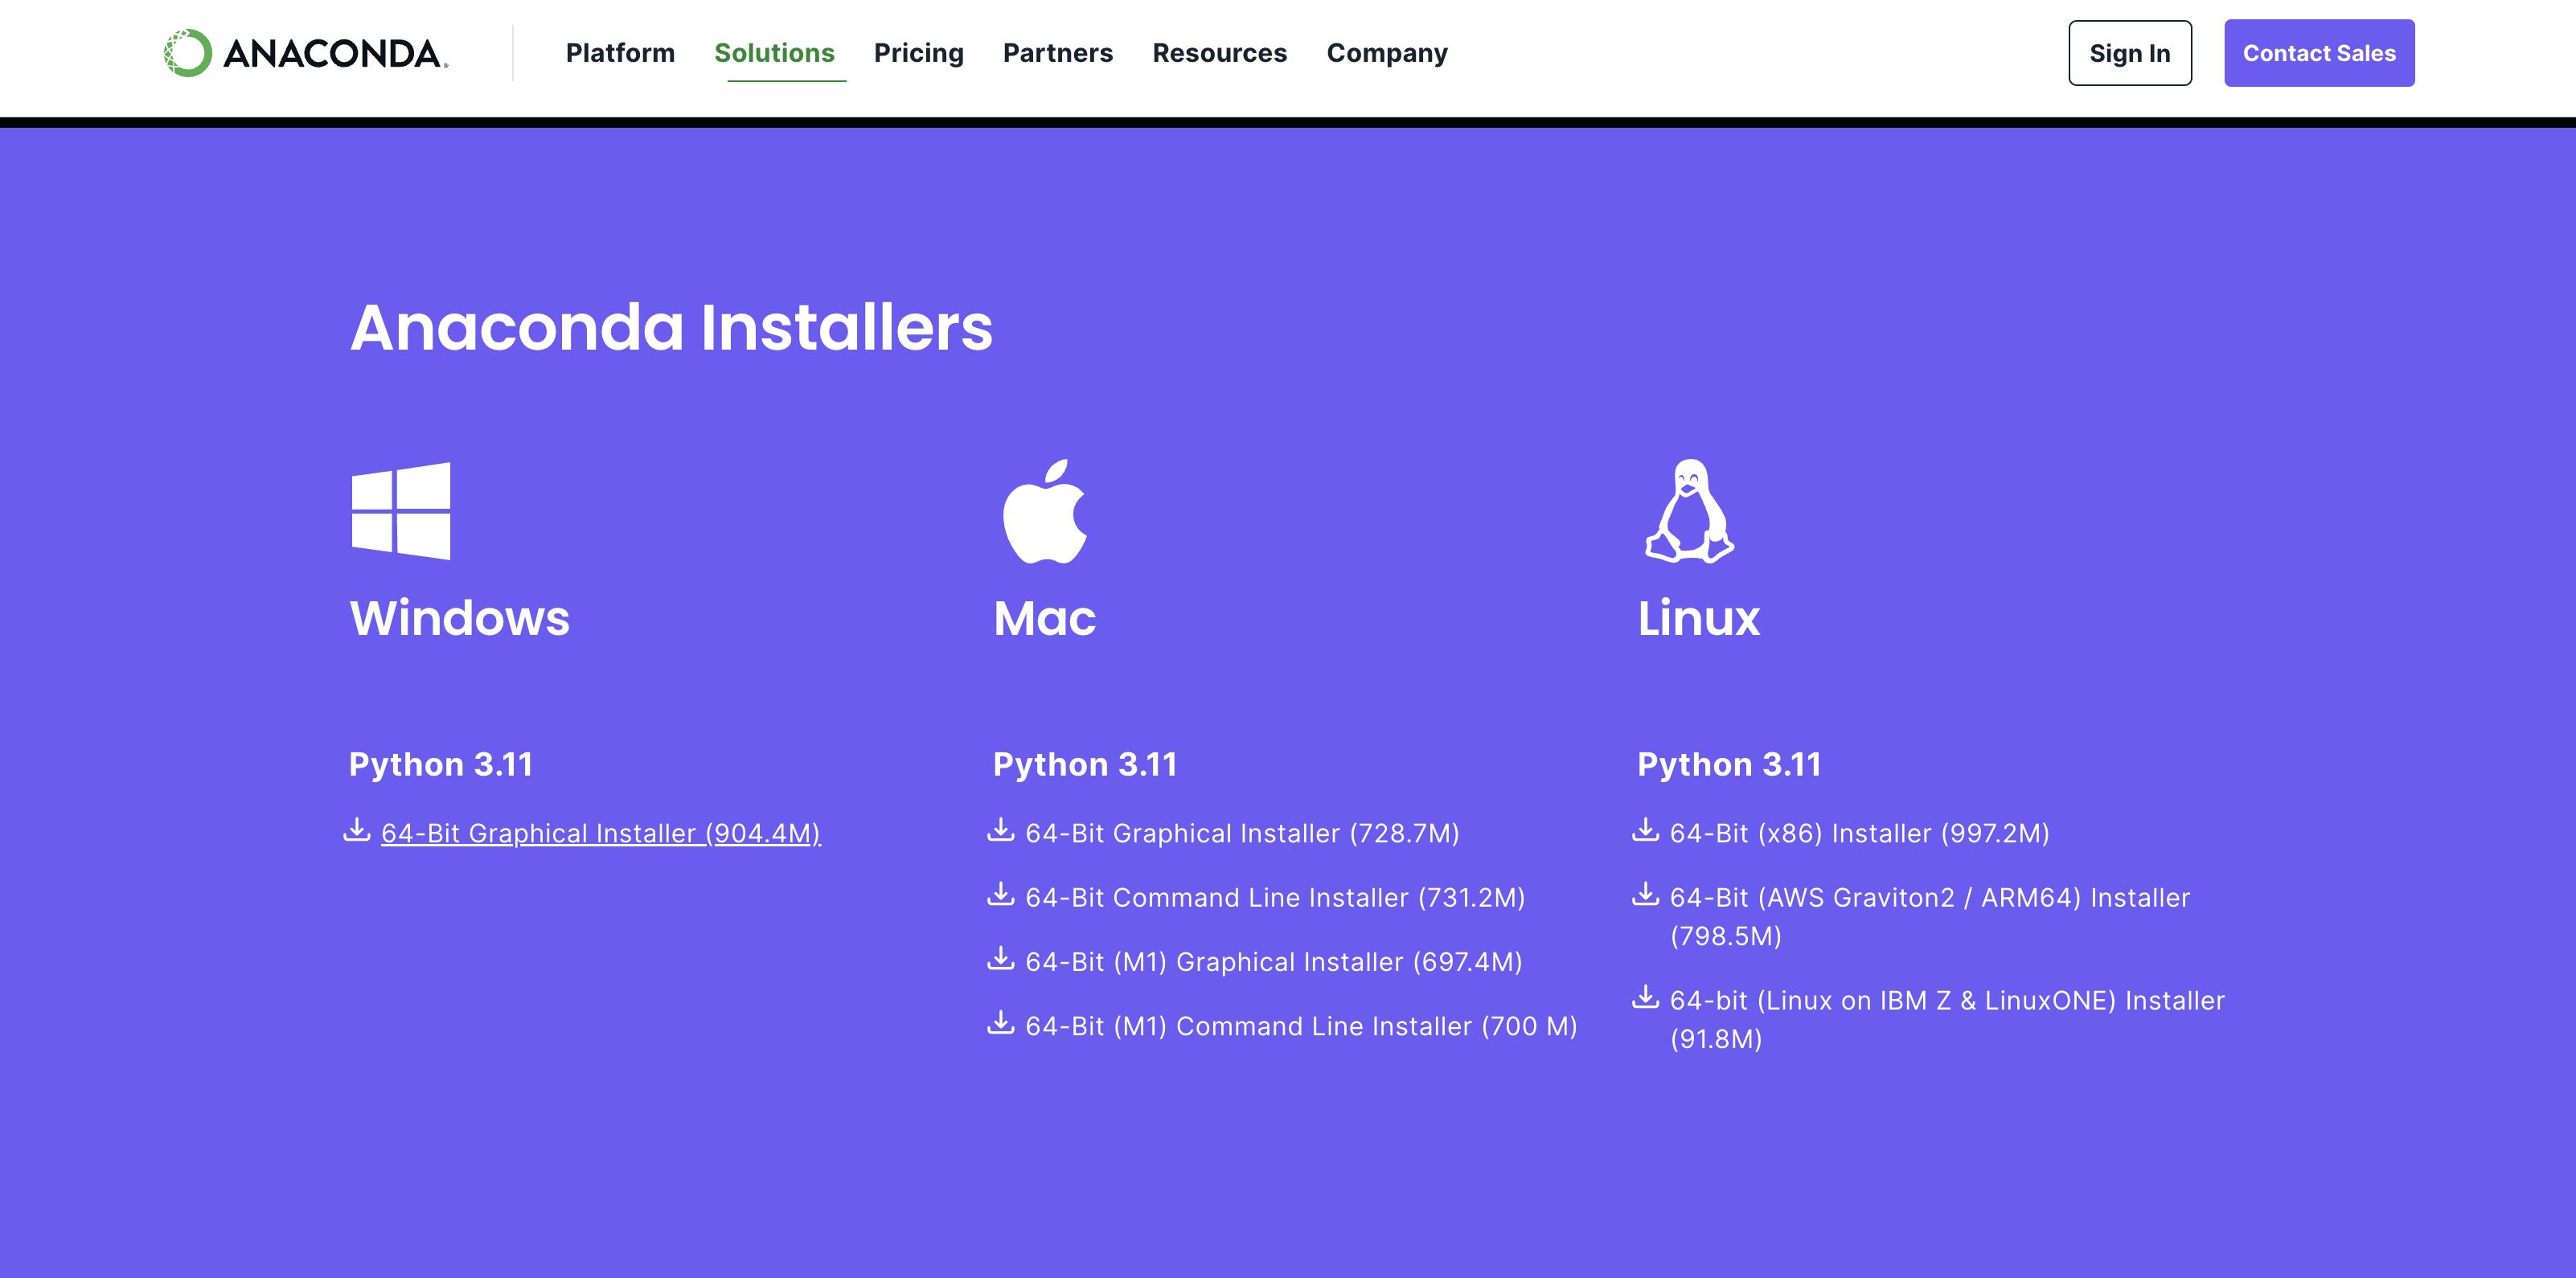 ANACONDA.
Platform Solutions Pricing Partners Resources Company
Sign In
Contact Sales
Anaconda Installers
Windows
Python 3.11
64-Bit Graphical Installer (904.4M)
Mac
Python 3.11
64-Bit Graphical Installer (728.7M)
64-Bit Command Line Installer (731.2M)
64-Bit (M1) Graphical Installer (697.4M)
64-Bit (M1) Command Line Installer (700 M)
Linux
Python 3.11
64-Bit (x86) Installer (997.2M)
64-Bit (AWS Graviton2 / ARM64) Installer
(798.5M)
64-bit (Linux on IBM Z & LinuxONE) Installer
(91.8M)